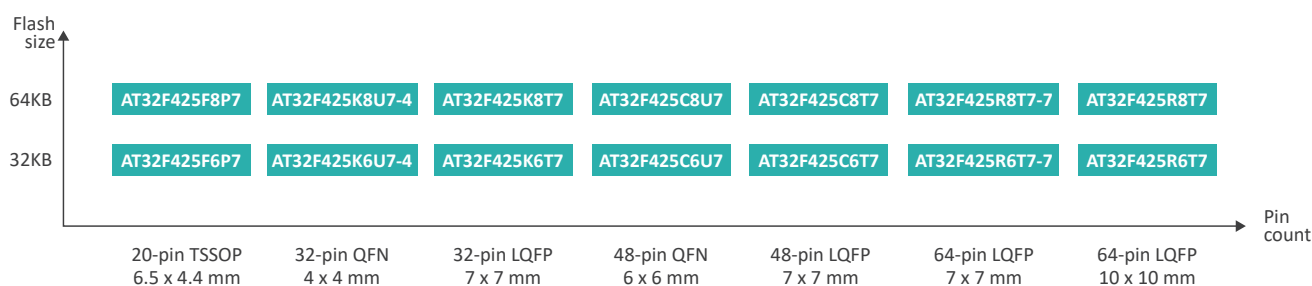 Flash
size
64KB AT32F425F8P7 AT32F425K8U7-4 AT32F425K8T7 AT32F425C8U7 AT32F425C8T7 AT32F425R8T7-7 AT32F425R8T7
32KB AT32F425F6P7 AT32F425K6U7-4 AT32F425K6T7 AT32F425C6U7 AT32F425C6T7 AT32F425R6T7-7 AT32F425R6T7
Pin
count
20-pin TSSOP 32-pin QFN 32-pin LQFP 48-pin QFN 48-pin LQFP 64-pin LQFP 64-pin LQFP
6.5 x 4.4 mm 4 x 4 mm 7 x 7 mm 6 x 6 mm 7 x 7 mm 7 x 7 mm 10 x 10 mm